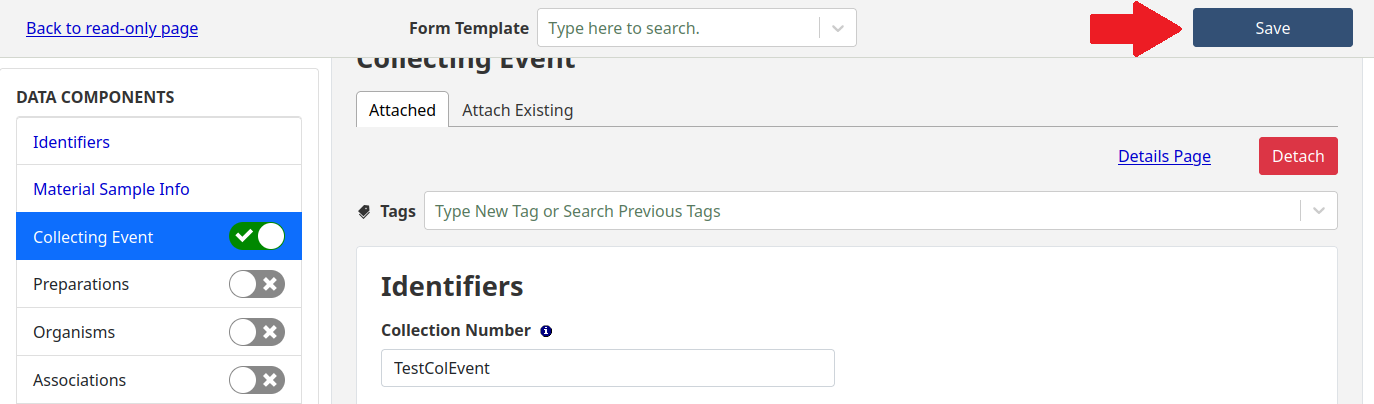 Back to read-only page
Form Template
Type here to search.
Save
DATA COMPONENTS
Identifiers
Material Sample Info
Collecting Event
Preparations
Organisms
Associations
Collecting Event
Attached
Attach Existing
Details Page
Detach
Tags
Type New Tag or Search Previous Tags
Identifiers
Collection Number
TestColEvent